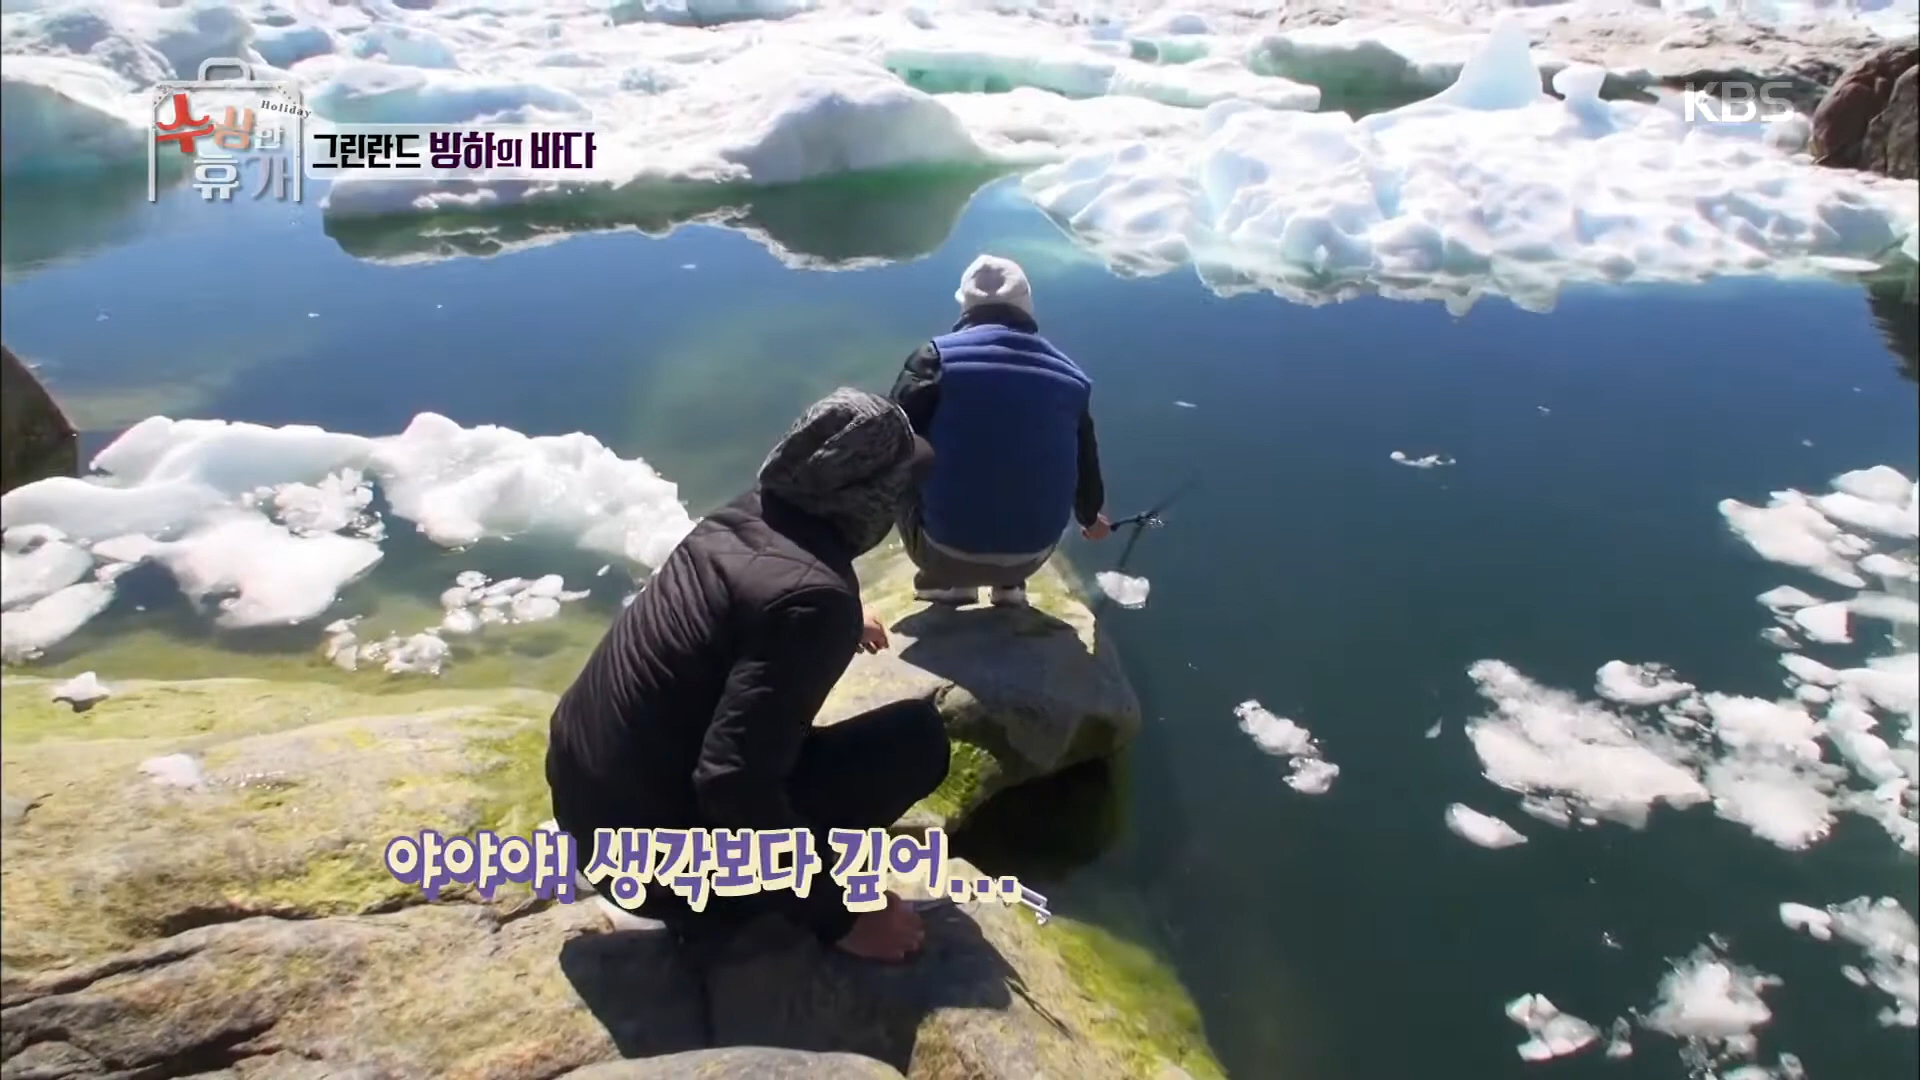 Holiday
수상한
휴가
그린란드 빙하의 바다
KBS
야야야! 생각보다 깊어...